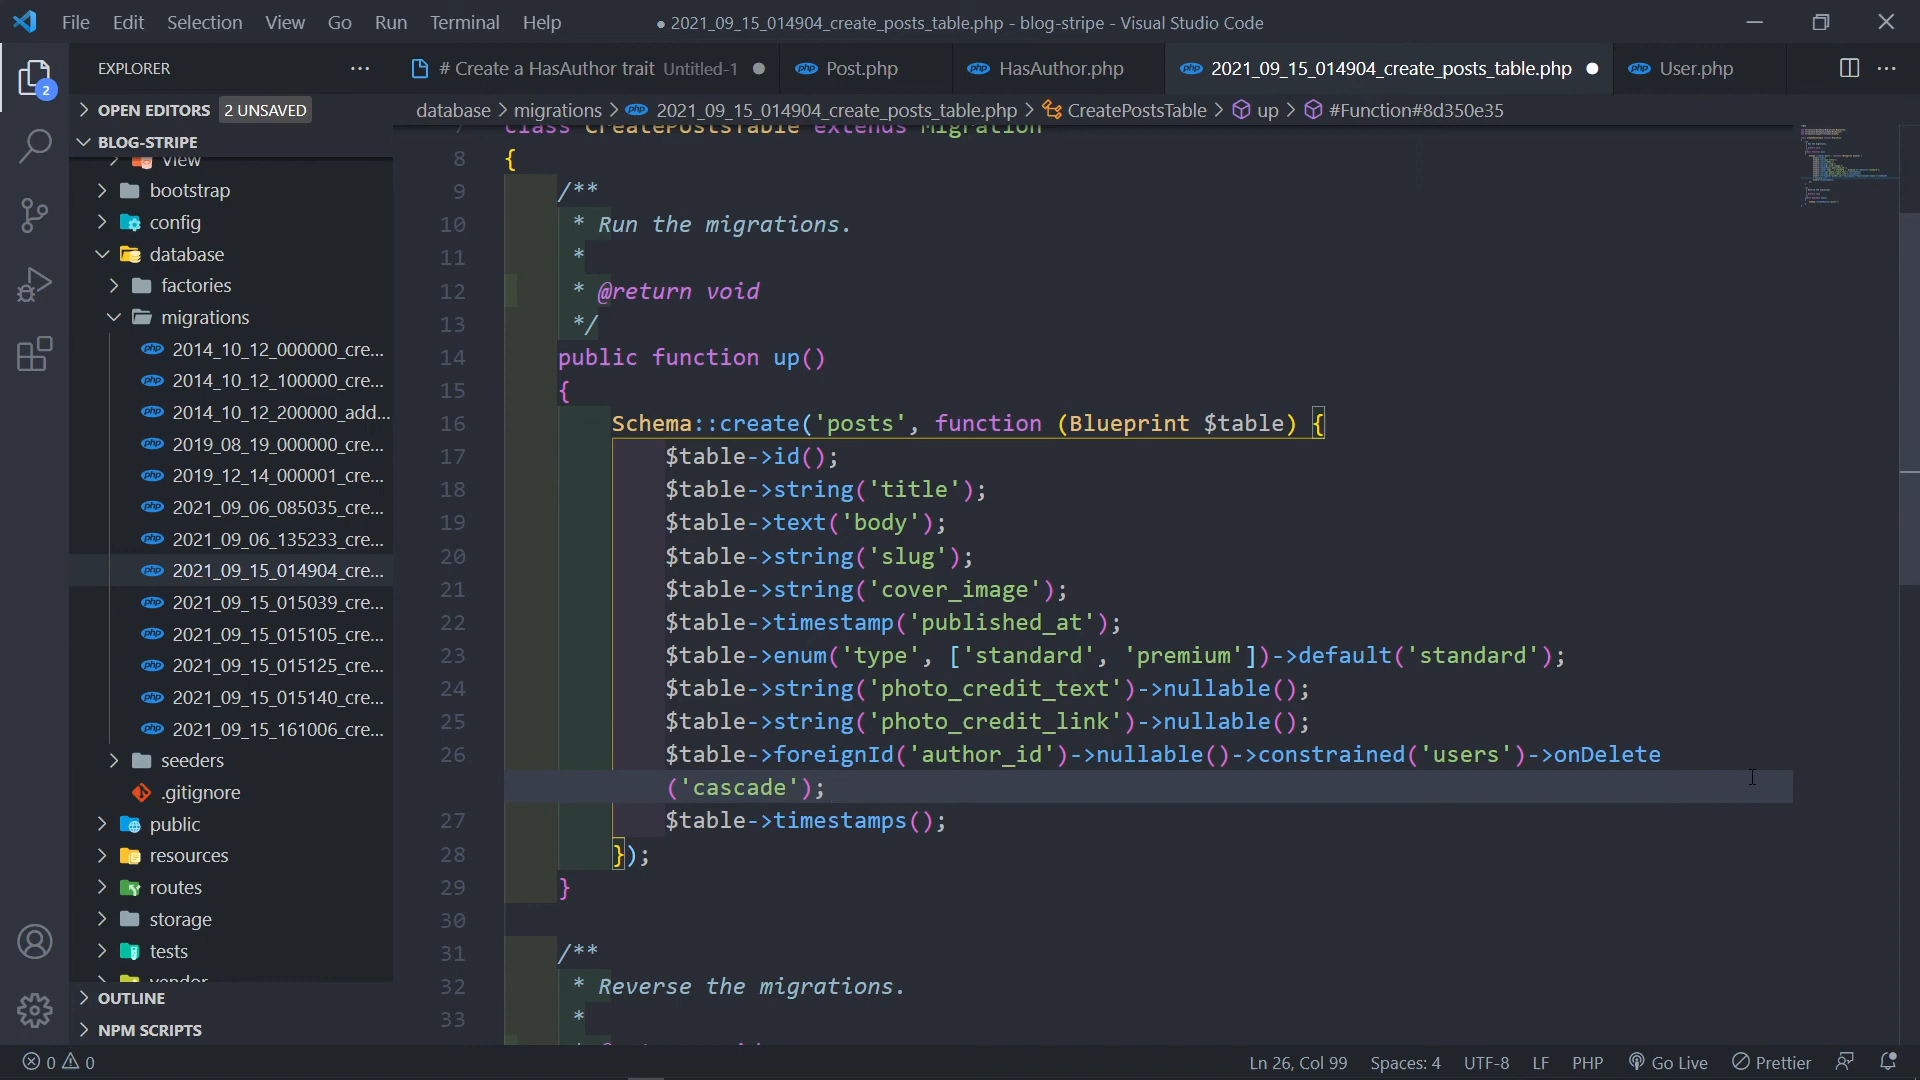 File Edit Selection View Go Run Terminal Help
● 2021_09_15_014904_create_posts_table.php - blog-stripe - Visual Studio Code
EXPLORER
# Create a HasAuthor trait Untitled-1
Post.php
HasAuthor.php
2021_09_15_014904_create_posts_table.php
User.php
2
OPEN EDITORS 2 UNSAVED
database > migrations > 2021_09_15_014904_create_posts_table.php > CreatePostsTable > up > #Function#8d350e35
BLOG-STRIPE
View
bootstrap
config
database
factories
migrations
2014_10_12_000000_cre...
2014_10_12_100000_cre...
2014_10_12_200000_add...
2019_08_19_000000_cre...
2019_12_14_000001_cre...
2021_09_06_085035_cre...
2021_09_06_135233_cre...
2021_09_15_014904_cre...
2021_09_15_015039_cre...
2021_09_15_015105_cre...
2021_09_15_015125_cre...
2021_09_15_015140_cre...
2021_09_15_161006_cre...
seeders
.gitignore
public
resources
routes
storage
tests
vendor
OUTLINE
NPM SCRIPTS
7 class CreatePostsTable extends Migration
8 {
9 /**
10 * Run the migrations.
11 *
12 * @return void
13 */
14 public function up()
15 {
16 Schema::create('posts', function (Blueprint $table) {
17 $table->id();
18 $table->string('title');
19 $table->text('body');
20 $table->string('slug');
21 $table->string('cover_image');
22 $table->timestamp('published_at');
23 $table->enum('type', ['standard', 'premium'])->default('standard');
24 $table->string('photo_credit_text')->nullable();
25 $table->string('photo_credit_link')->nullable();
26 $table->foreignId('author_id')->nullable()->constrained('users')->onDelete
('cascade');
27 $table->timestamps();
28 });
29 }
30
31 /**
32 * Reverse the migrations.
33 *
0 0
Ln 26, Col 99 Spaces: 4 UTF-8 LF PHP Go Live Prettier